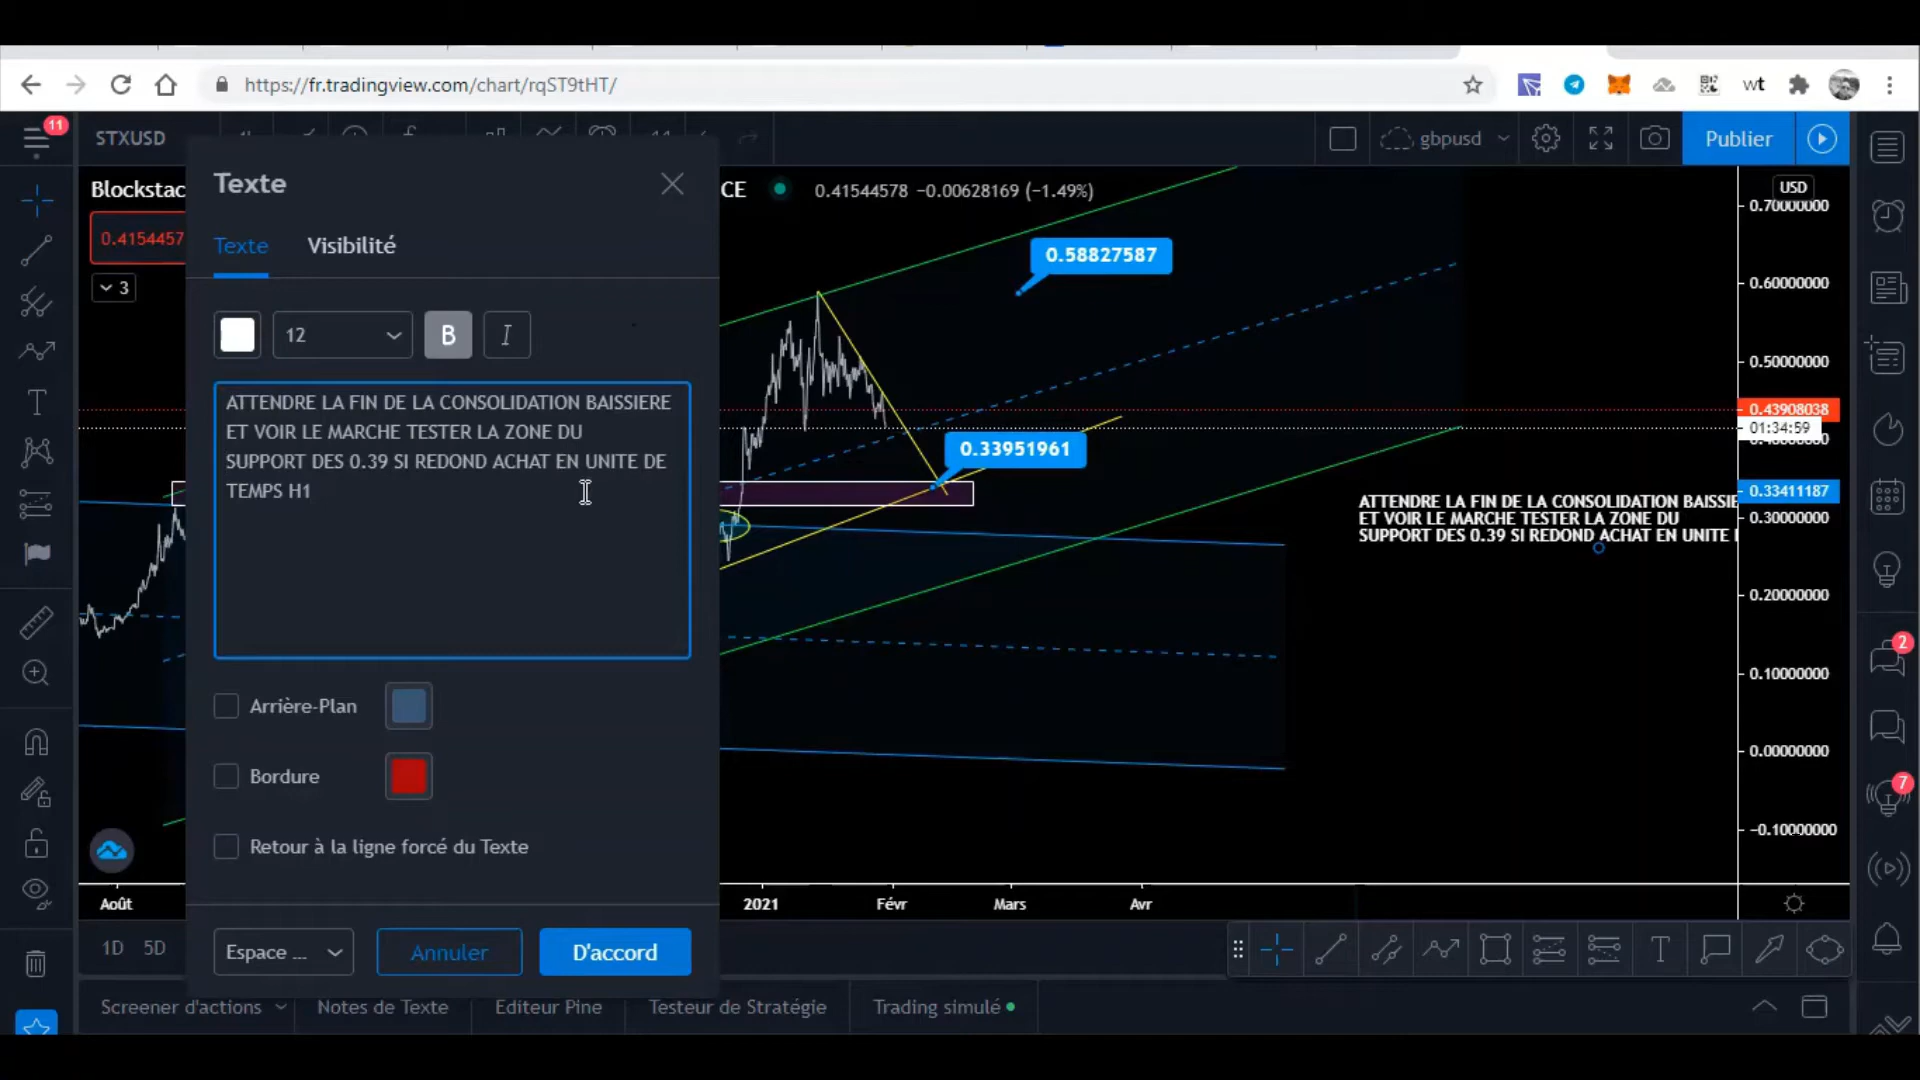 https://fr.tradingview.com/chart/rqST9tHT/
wt
11
STXUSD
gbpusd
Publier
Texte
Blockstac
CE
0.41544578 −0.00628169 (−1.49%)
USD
0.70000000
0.4154457
Texte
Visibilité
0.58827587
3
0.60000000
12
B
I
0.50000000
ATTENDRE LA FIN DE LA CONSOLIDATION BAISSIERE
ET VOIR LE MARCHE TESTER LA ZONE DU
SUPPORT DES 0.39 SI REDOND ACHAT EN UNITE DE
TEMPS H1
0.43908038
01:34:59
0.40000000
0.33951961
0.33411187
ATTENDRE LA FIN DE LA CONSOLIDATION BAISSIE
ET VOIR LE MARCHE TESTER LA ZONE DU
SUPPORT DES 0.39 SI REDOND ACHAT EN UNITE
0.30000000
0.20000000
2
0.10000000
Arrière-Plan
0.00000000
Bordure
7
−0.10000000
Retour à la ligne forcé du Texte
Août
2021
Févr
Mars
Avr
1D
5D
Espace ...
Annuler
D'accord
Screener d'actions
Notes de Texte
Editeur Pine
Testeur de Stratégie
Trading simulé